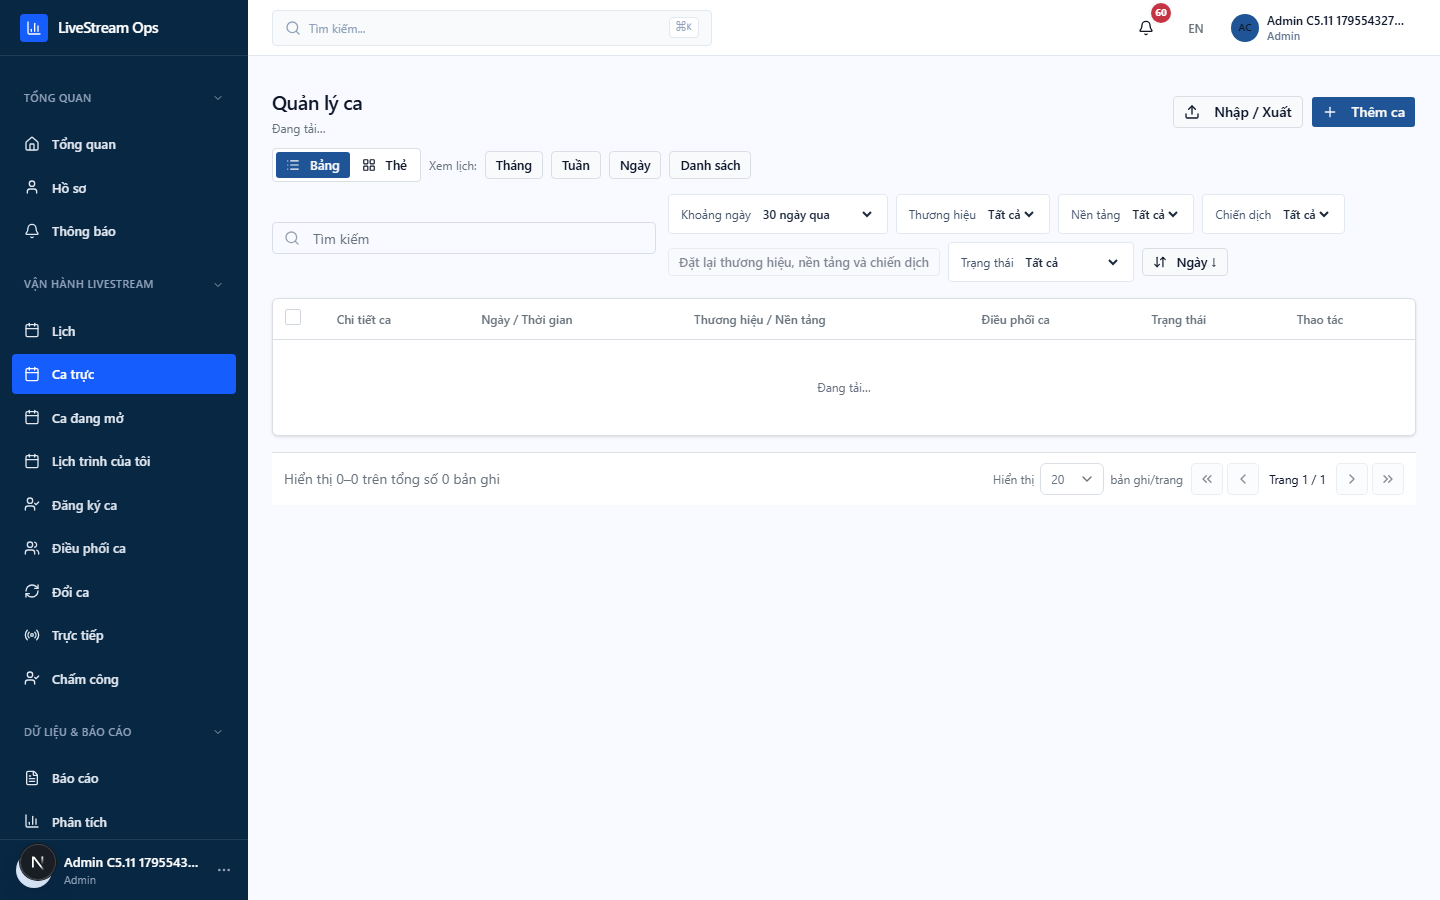 LiveStream Ops
TỔNG QUAN
Tổng quan
Hồ sơ
Thông báo
VẬN HÀNH LIVESTREAM
Lịch
Ca trực
Ca đang mở
Lịch trình của tôi
Đăng ký ca
Điều phối ca
Đổi ca
Trực tiếp
Chấm công
DỮ LIỆU & BÁO CÁO
Báo cáo
Phân tích
N
Admin C5.11 1795543...
Admin
...
Tìm kiếm...
⌘K
60
EN
AC
Admin C5.11 179554327...
Admin
Quản lý ca
Đang tải...
Nhập / Xuất
Thêm ca
Bảng
Thẻ
Xem lịch:
Tháng
Tuần
Ngày
Danh sách
Tìm kiếm
Khoảng ngày 30 ngày qua
Thương hiệu Tất cả
Nền tảng Tất cả
Chiến dịch Tất cả
Đặt lại thương hiệu, nền tảng và chiến dịch
Trạng thái Tất cả
Ngày ↓
Chi tiết ca
Ngày / Thời gian
Thương hiệu / Nền tảng
Điều phối ca
Trạng thái
Thao tác
Đang tải...
Hiển thị 0–0 trên tổng số 0 bản ghi
Hiển thị 20 bản ghi/trang
Trang 1 / 1